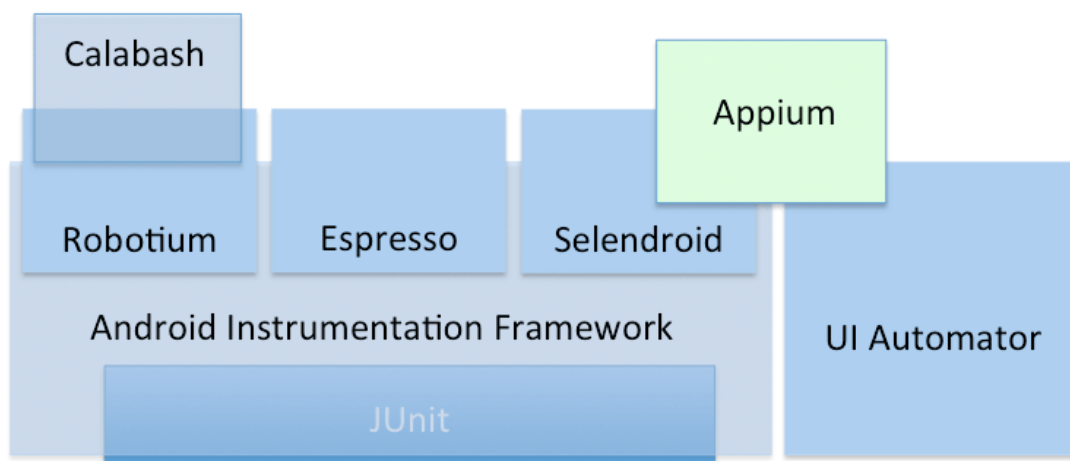 Calabash
Appium
Robotium
Espresso
Selendroid
Android Instrumentation Framework
UI Automator
JUnit